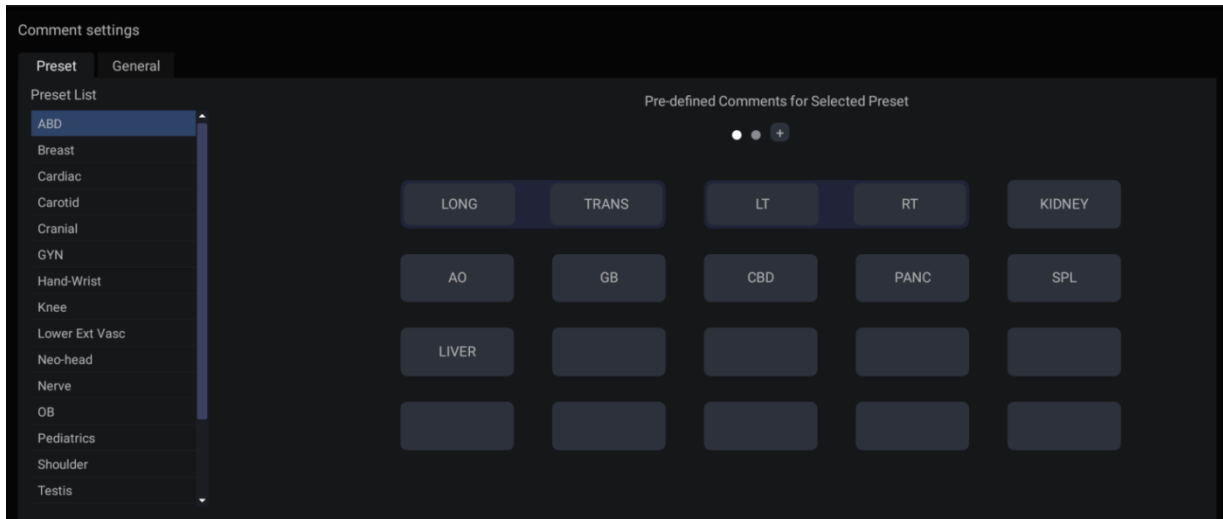 Comment settings
Preset General
Preset List
ABD
Breast
Cardiac
Carotid
Cranial
GYN
Hand-Wrist
Knee
Lower Ext Vasc
Neo-head
Nerve
OB
Pediatrics
Shoulder
Testis
Pre-defined Comments for Selected Preset
+
LONG TRANS LT RT KIDNEY
AO GB CBD PANC SPL
LIVER